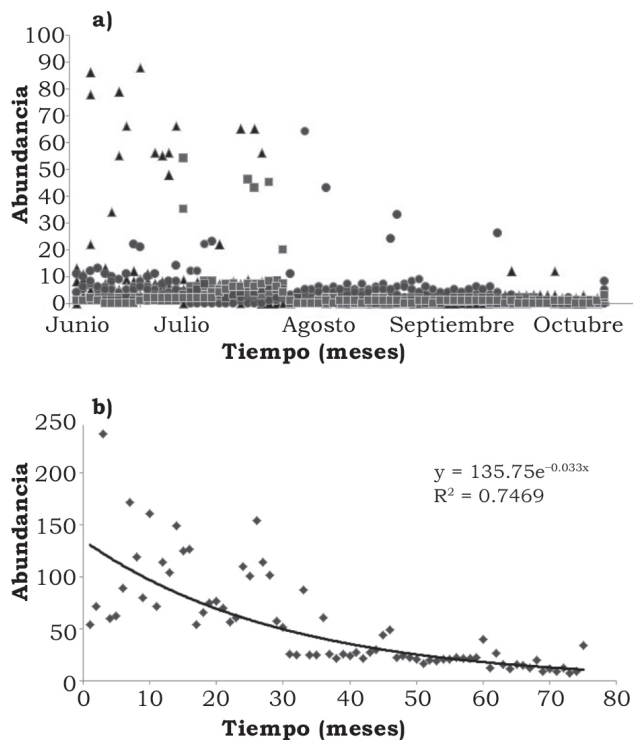 a)
Abundancia
100
90
80
70
60
50
40
30
20
10
0
Junio Julio Agosto Septiembre Octubre
Tiempo (meses)
b)
Abundancia
250
200
150
100
50
0
y = 135.75e^–0.033x
R² = 0.7469
0 10 20 30 40 50 60 70 80
Tiempo (meses)